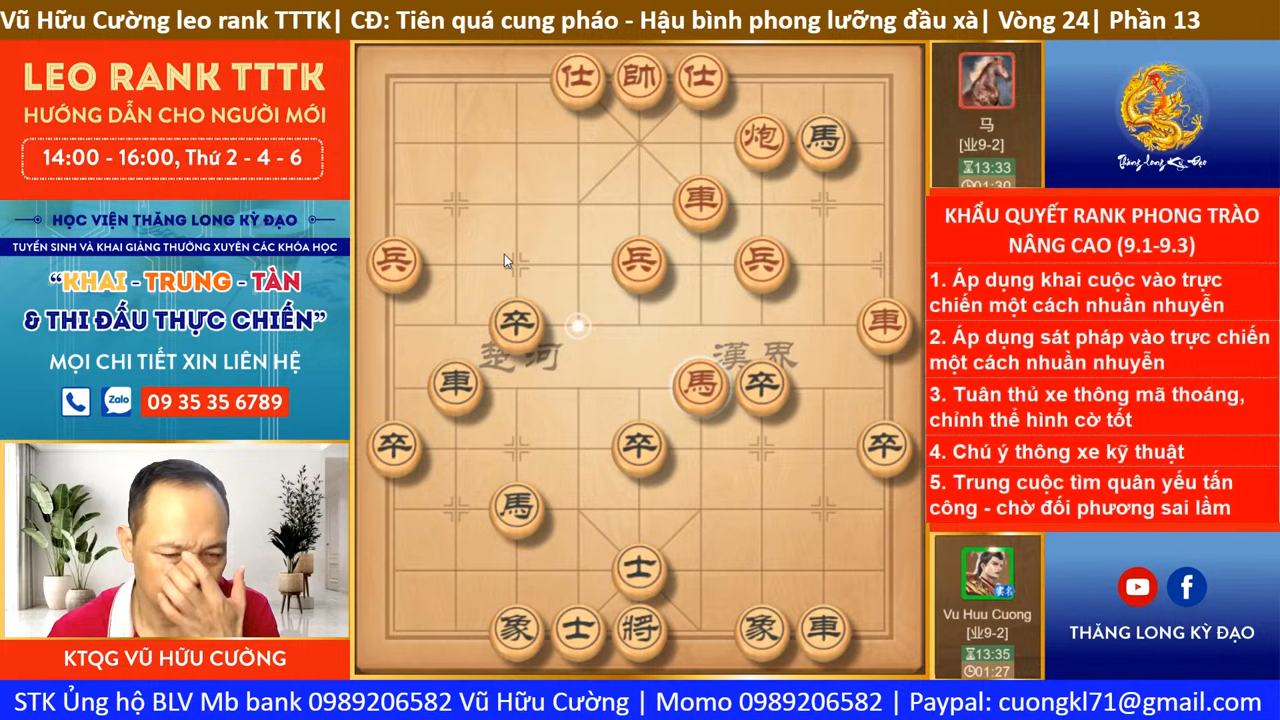 Vũ Hữu Cường leo rank TTTK| CĐ: Tiên quá cung pháo - Hậu bình phong lưỡng đầu xà| Vòng 24| Phần 13
LEO RANK TTTK
HƯỚNG DẪN CHO NGƯỜI MỚI
14:00 - 16:00, Thứ 2 - 4 - 6
HỌC VIỆN THĂNG LONG KỲ ĐẠO
TUYỂN SINH VÀ KHAI GIẢNG THƯỜNG XUYÊN CÁC KHÓA HỌC
“KHAI - TRUNG - TÀN
& THI ĐẤU THỰC CHIẾN”
MỌI CHI TIẾT XIN LIÊN HỆ
Zalo
09 35 35 6789
KTQG VŨ HỮU CƯỜNG
仕 帥 仕
炮 馬
車
兵 兵 兵
卒 車
楚河 漢界
車 馬 卒
卒 卒 卒
馬
士
象 士 將 象 車
马
[业9-2]
13:33
01:30
Thăng Long Kỳ Đạo
KHẨU QUYẾT RANK PHONG TRÀO
NÂNG CAO (9.1-9.3)
1. Áp dụng khai cuộc vào trực
chiến một cách nhuần nhuyễn
2. Áp dụng sát pháp vào trực chiến
một cách nhuần nhuyễn
3. Tuân thủ xe thông mã thoáng,
chỉnh thể hình cờ tốt
4. Chú ý thông xe kỹ thuật
5. Trung cuộc tìm quân yếu tấn
công - chờ đối phương sai lầm
Vu Huu Cuong
[业9-2]
13:35
01:27
THĂNG LONG KỲ ĐẠO
STK Ủng hộ BLV Mb bank 0989206582 Vũ Hữu Cường | Momo 0989206582 | Paypal: cuongkl71@gmail.com